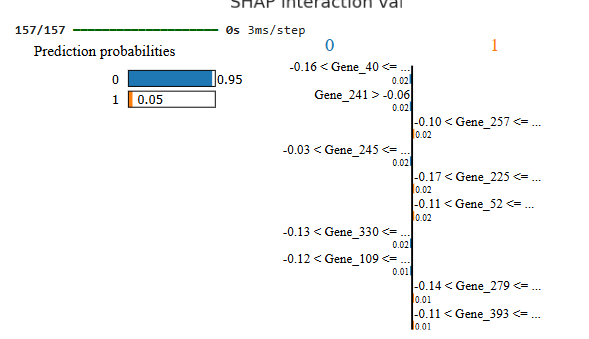 SHAP Interaction Val
157/157 ━━━━━━━━━━━━━━━━━━━━ 0s 3ms/step
Prediction probabilities
0 0.95
1 0.05
0 1
-0.16 < Gene_40 <= ...
0.02
Gene_241 > -0.06
0.02
-0.10 < Gene_257 <= ...
0.02
-0.03 < Gene_245 <= ...
0.02
-0.17 < Gene_225 <= ...
0.02
-0.11 < Gene_52 <= ...
0.02
-0.13 < Gene_330 <= ...
0.02
-0.12 < Gene_109 <= ...
0.01
-0.14 < Gene_279 <= ...
0.01
-0.11 < Gene_393 <= ...
0.01